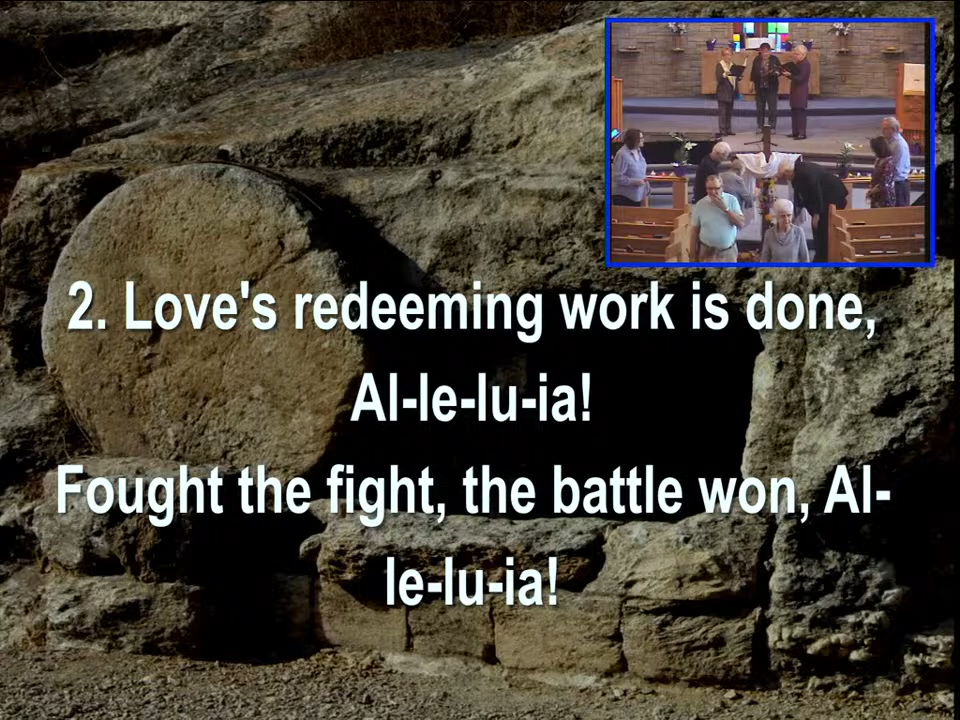 2. Love's redeeming work is done,
Al-le-lu-ia!
Fought the fight, the battle won, Al-
le-lu-ia!